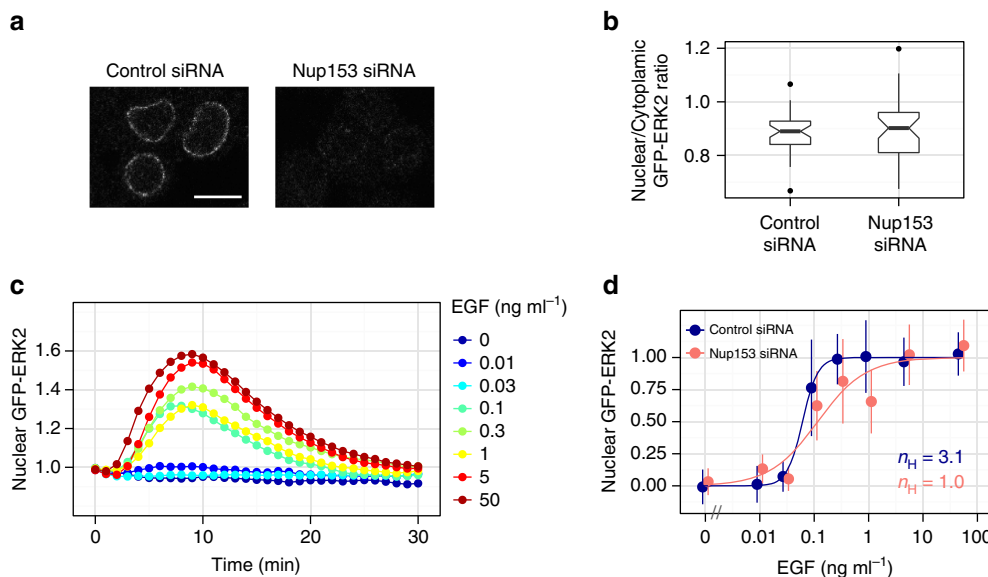 a
Control siRNA
Nup153 siRNA
b
Nuclear/Cytoplamic
GFP-ERK2 ratio
1.2
1.0
0.8
Control
siRNA
Nup153
siRNA
c
Nuclear GFP-ERK2
1.6
1.4
1.2
1.0
0
10
20
30
Time (min)
EGF (ng ml⁻¹)
0
0.01
0.03
0.1
0.3
1
5
50
d
Nuclear GFP-ERK2
Control siRNA
Nup153 siRNA
1.00
0.75
0.50
0.25
0.00
n_H = 3.1
n_H = 1.0
0
//
0.01
0.1
1
10
100
EGF (ng ml⁻¹)